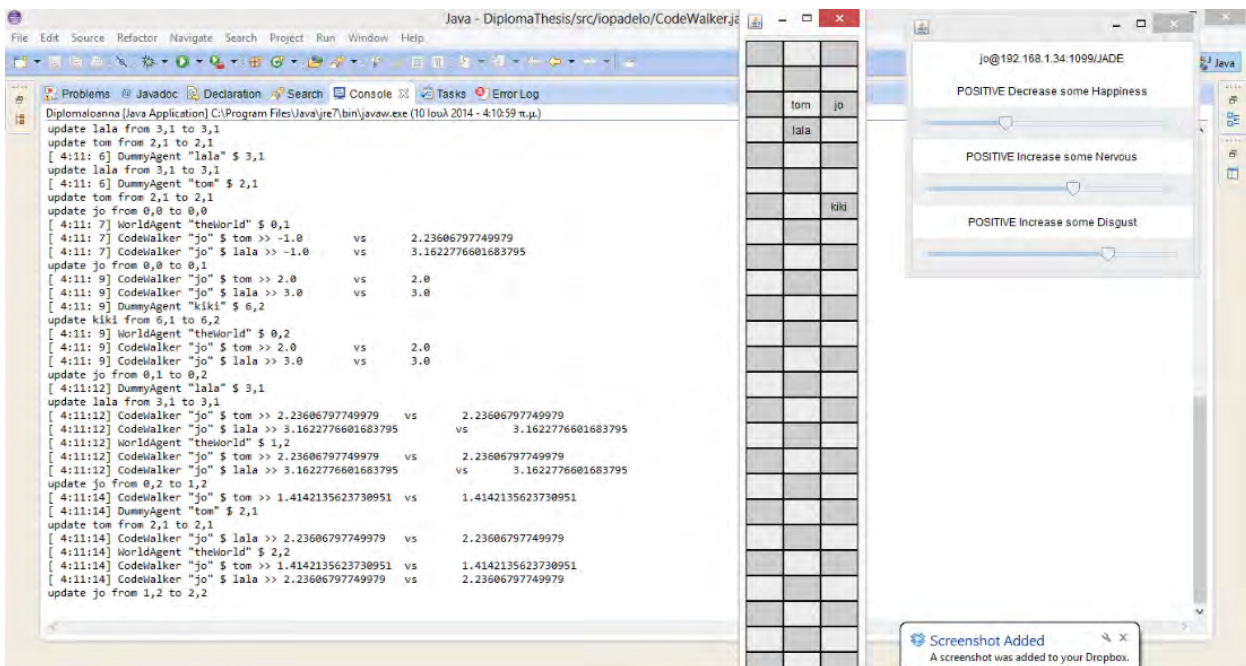 Java - DiplomaThesis/src/iopadelo/CodeWalker.ja
File Edit Source Refactor Navigate Search Project Run Window Help
Java
Problems @ Javadoc Declaration Search Console Tasks Error Log
DiplomaIoanna [Java Application] C:\Program Files\Java\jre7\bin\javaw.exe (10 Ιουλ 2014 - 4:10:59 π.μ.)
update lala from 3,1 to 3,1
update tom from 2,1 to 2,1
[ 4:11: 6] DummyAgent "lala" $ 3,1
update lala from 3,1 to 3,1
[ 4:11: 6] DummyAgent "tom" $ 2,1
update tom from 2,1 to 2,1
update jo from 0,0 to 0,0
[ 4:11: 7] WorldAgent "theWorld" $ 0,1
[ 4:11: 7] CodeWalker "jo" $ tom >> -1.0 vs 2.23606797749979
[ 4:11: 7] CodeWalker "jo" $ lala >> -1.0 vs 3.1622776601683795
update jo from 0,0 to 0,1
[ 4:11: 9] CodeWalker "jo" $ tom >> 2.0 vs 2.0
[ 4:11: 9] CodeWalker "jo" $ lala >> 3.0 vs 3.0
[ 4:11: 9] DummyAgent "kiki" $ 6,2
update kiki from 6,1 to 6,2
[ 4:11: 9] WorldAgent "theWorld" $ 0,2
[ 4:11: 9] CodeWalker "jo" $ tom >> 2.0 vs 2.0
[ 4:11: 9] CodeWalker "jo" $ lala >> 3.0 vs 3.0
update jo from 0,1 to 0,2
[ 4:11:12] DummyAgent "lala" $ 3,1
update lala from 3,1 to 3,1
[ 4:11:12] CodeWalker "jo" $ tom >> 2.23606797749979 vs 2.23606797749979
[ 4:11:12] CodeWalker "jo" $ lala >> 3.1622776601683795 vs 3.1622776601683795
[ 4:11:12] WorldAgent "theWorld" $ 1,2
[ 4:11:12] CodeWalker "jo" $ tom >> 2.23606797749979 vs 2.23606797749979
[ 4:11:12] CodeWalker "jo" $ lala >> 3.1622776601683795 vs 3.1622776601683795
update jo from 0,2 to 1,2
[ 4:11:14] CodeWalker "jo" $ tom >> 1.4142135623730951 vs 1.4142135623730951
[ 4:11:14] DummyAgent "tom" $ 2,1
update tom from 2,1 to 2,1
[ 4:11:14] CodeWalker "jo" $ lala >> 2.23606797749979 vs 2.23606797749979
[ 4:11:14] WorldAgent "theWorld" $ 2,2
[ 4:11:14] CodeWalker "jo" $ tom >> 1.4142135623730951 vs 1.4142135623730951
[ 4:11:14] CodeWalker "jo" $ lala >> 2.23606797749979 vs 2.23606797749979
update jo from 1,2 to 2,2
tom jo
lala
kiki
jo@192.168.1.34:1099/JADE
POSITIVE Decrease some Happiness
POSITIVE Increase some Nervous
POSITIVE Increase some Disgust
Screenshot Added
A screenshot was added to your Dropbox.